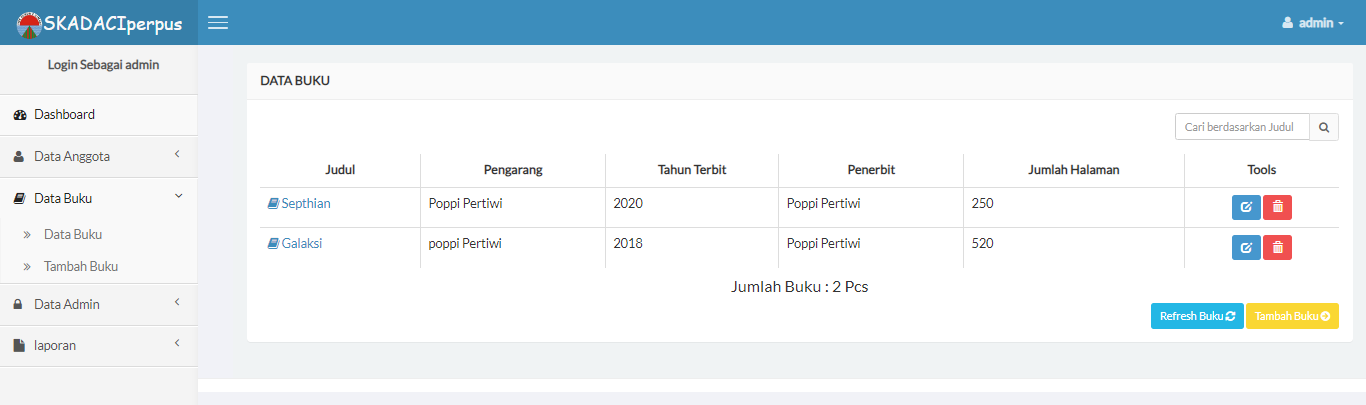 SKADACIperpus
admin
Login Sebagai admin
Dashboard
Data Anggota
Data Buku
Data Buku
Tambah Buku
Data Admin
laporan
DATA BUKU
Cari berdasarkan Judul
Judul Pengarang Tahun Terbit Penerbit Jumlah Halaman Tools
Septhian Poppi Pertiwi 2020 Poppi Pertiwi 250
Galaksi poppi Pertiwi 2018 Poppi Pertiwi 520
Jumlah Buku : 2 Pcs
Refresh Buku Tambah Buku